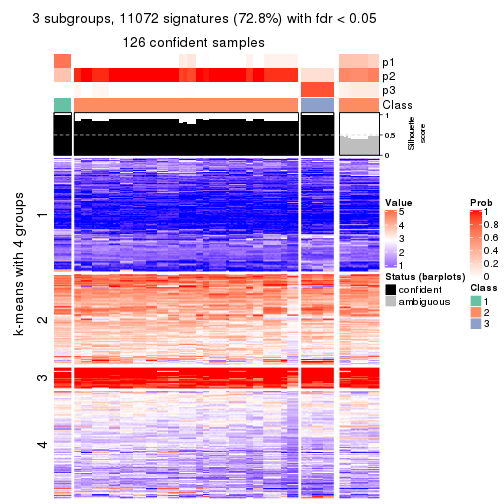 3 subgroups, 11072 signatures (72.8%) with fdr < 0.05
126 confident samples
p1
p2
p3
Class
1
0.5
0
Silhouette
score
k-means with 4 groups
1
2
3
4
Value
5
4
3
2
1
Status (barplots)
confident
ambiguous
Prob
1
0.8
0.6
0.4
0.2
0
Class
1
2
3